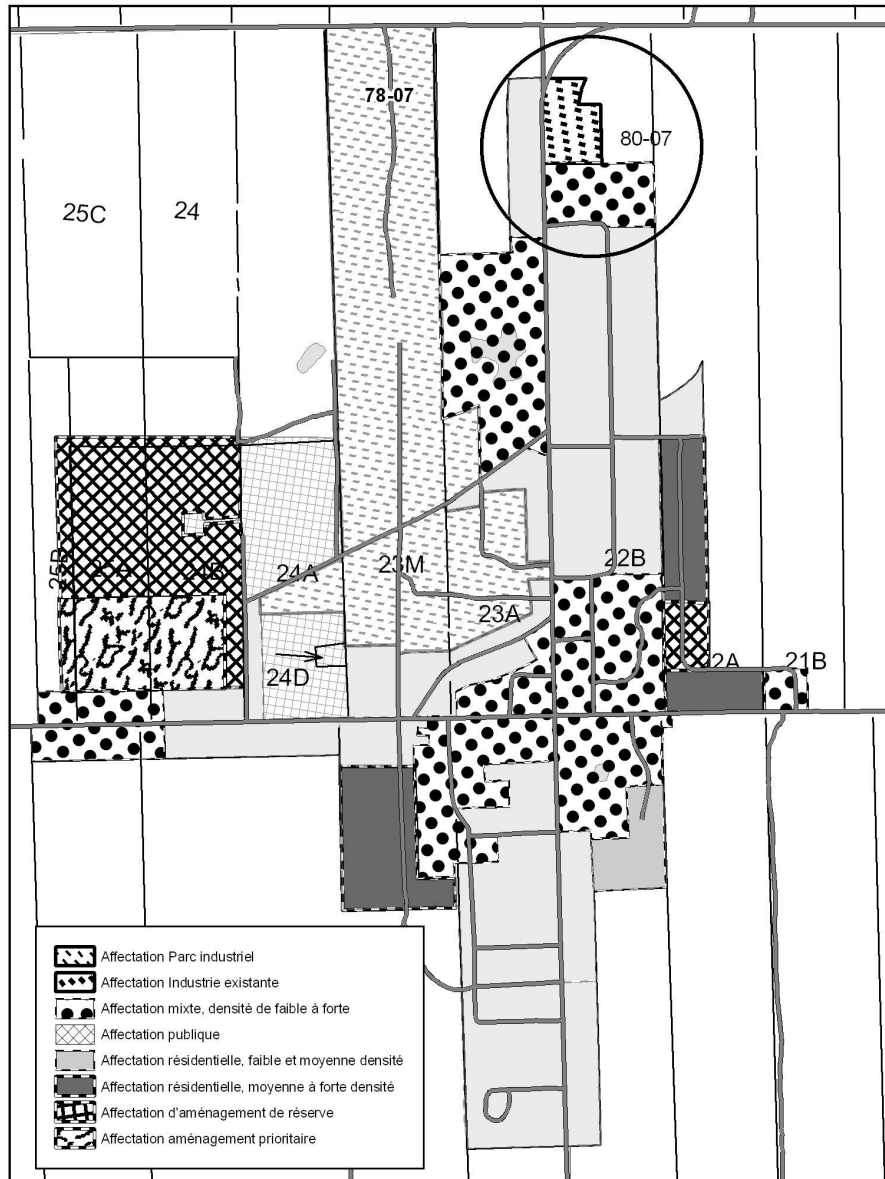 78-07
80-07
25C
24
24A
23M
22B
23A
25B
24D
2A
21B
Affectation Parc industriel
Affectation Industrie existante
Affectation mixte, densité de faible à forte
Affectation publique
Affectation résidentielle, faible et moyenne densité
Affectation résidentielle, moyenne à forte densité
Affectation d'aménagement de réserve
Affectation aménagement prioritaire